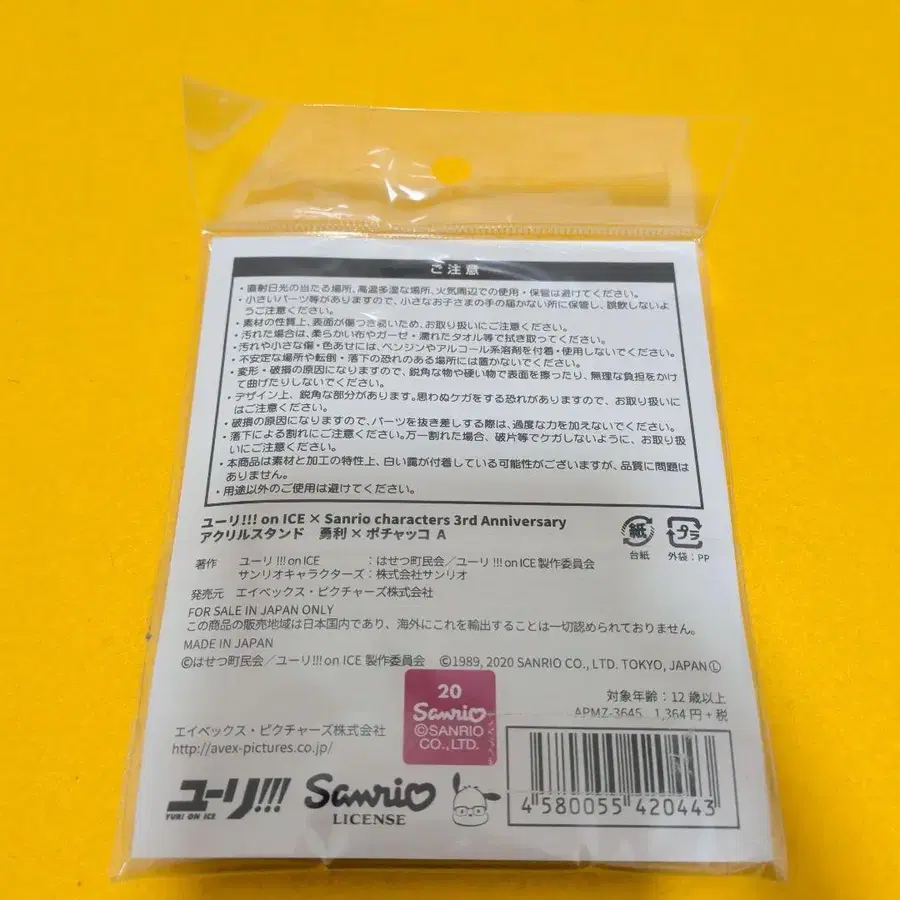 ご注意
・直射日光の当たる場所、高温多湿な場所、火気周辺での使用・保管は避けてください。
・小さいパーツ等がありますので、小さなお子さまの手の届かない所に保管し、誤飲しないよ
うご注意ください。
・素材の性質上、表面が傷つき易いため、お取り扱いにご注意ください。
・汚れた場合は、柔らかい布やガーゼ・濡れたタオル等で拭き取ってください。
・汚れや小さな傷・色あせには、ベンジンやアルコール系溶剤を付着・使用しないでください。
・不安定な場所や転倒・落下の恐れのある場所には置かないでください。
・変形・破損の原因になりますので、鋭角な物や硬い物で表面を擦ったり、無理な負担をかけ
て曲げたりしないでください。
・デザイン上、鋭角な部分があります。思わぬケガをする恐れがありますので、お取り扱いに
はご注意ください。
・破損の原因になりますので、パーツを抜き差しする際は、過度な力を加えないでください。
・落下による割れにご注意ください。万一割れた場合、破片等でケガしないように、お取り扱
いにご注意ください。
・本商品は素材と加工の特性上、白い靄が付着している可能性がございますが、品質に問題は
ありません。
・用途以外のご使用は避けてください。
ユーリ!!! on ICE × Sanrio characters 3rd Anniversary
アクリルスタンド 勇利×ポチャッコ A
紙
台紙
プラ
外袋：PP
著作 ユーリ!!! on ICE ：はせつ町民会／ユーリ!!! on ICE 製作委員会
サンリオキャラクターズ：株式会社サンリオ
発売元 エイベックス・ピクチャーズ株式会社
FOR SALE IN JAPAN ONLY
この商品の販売地域は日本国内であり、海外にこれを輸出することは一切認められておりません。
MADE IN JAPAN
©はせつ町民会／ユーリ!!! on ICE 製作委員会 ©1989, 2020 SANRIO CO., LTD. TOKYO, JAPAN Ⓛ
20
Sanrio
©SANRIO
CO., LTD.
対象年齢：12歳以上
APMZ-3645 1,364円+税
エイベックス・ピクチャーズ株式会社
http://avex-pictures.co.jp/
ユーリ!!!
YURI ON ICE
Sanrio
LICENSE
4 580055 420443